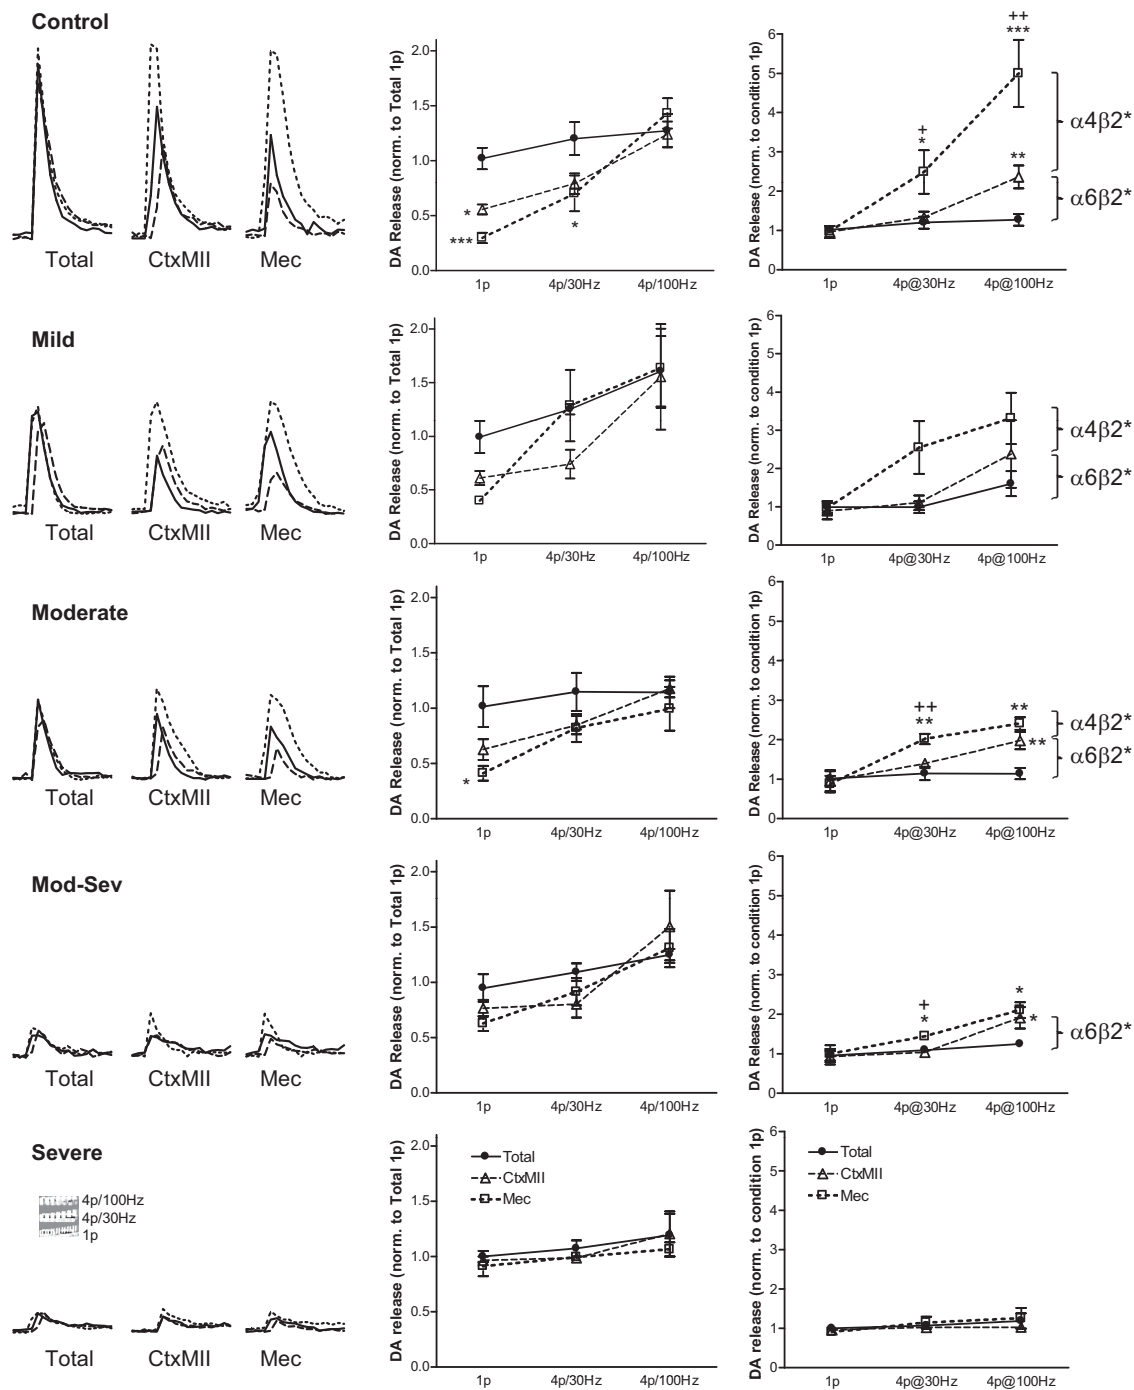 Control
Total CtxMII Mec
DA Release (norm. to Total 1p)
2.0
1.5
1.0
0.5
0.0
*
***
*
1p 4p/30Hz 4p/100Hz
DA Release (norm. to condition 1p)
6
5
4
3
2
1
0
+
*
++
***
**
α4β2*
α6β2*
1p 4p@30Hz 4p@100Hz
Mild
Total CtxMII Mec
DA Release (norm. to Total 1p)
2.0
1.5
1.0
0.5
0.0
1p 4p/30Hz 4p/100Hz
DA Release (norm. to condition 1p)
6
5
4
3
2
1
0
α4β2*
α6β2*
1p 4p@30Hz 4p@100Hz
Moderate
Total CtxMII Mec
DA Release (norm. to Total 1p)
2.0
1.5
1.0
0.5
0.0
*
1p 4p/30Hz 4p/100Hz
DA Release (norm. to condition 1p)
6
5
4
3
2
1
0
++
**
**
**
α4β2*
α6β2*
1p 4p@30Hz 4p@100Hz
Mod-Sev
Total CtxMII Mec
DA Release (norm. to Total 1p)
2.0
1.5
1.0
0.5
0.0
1p 4p/30Hz 4p/100Hz
DA Release (norm. to condition 1p)
6
5
4
3
2
1
0
+
*
*
*
α6β2*
1p 4p@30Hz 4p@100Hz
Severe
4p/100Hz
4p/30Hz
1p
Total CtxMII Mec
DA release (norm. to Total 1p)
2.0
1.5
1.0
0.5
0.0
Total
CtxMII
Mec
1p 4p/30Hz 4p/100Hz
DA release (norm. to condition 1p)
6
5
4
3
2
1
0
Total
CtxMII
Mec
1p 4p@30Hz 4p@100Hz